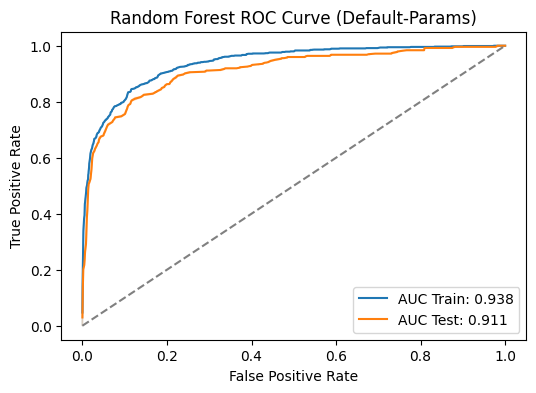 Random Forest ROC Curve (Default-Params)
True Positive Rate
1.0
0.8
0.6
0.4
0.2
0.0
AUC Train: 0.938
AUC Test: 0.911
0.0 0.2 0.4 0.6 0.8 1.0
False Positive Rate